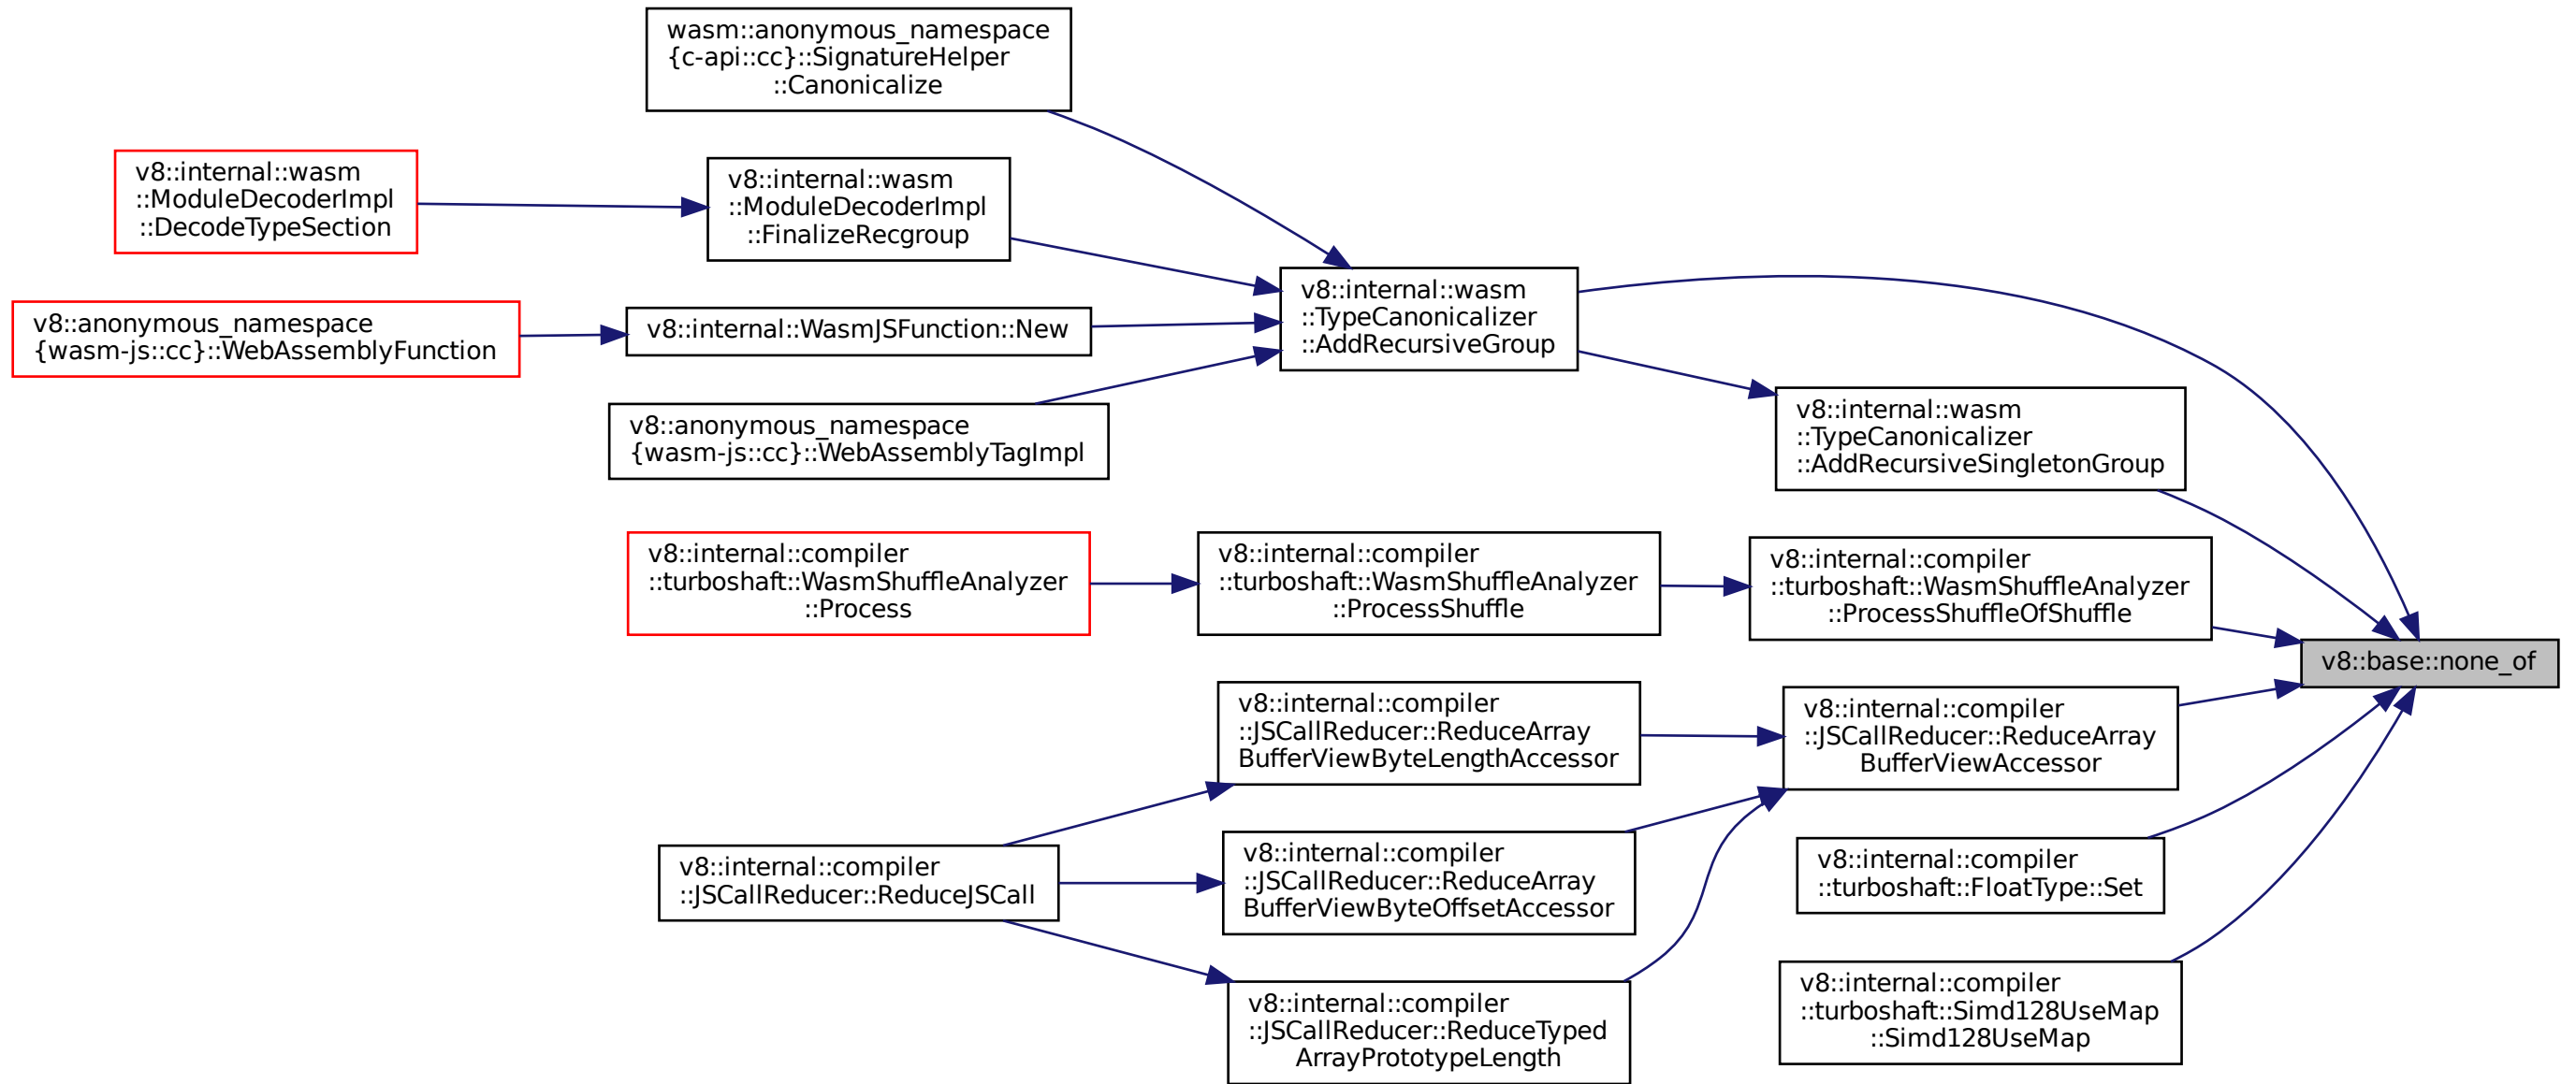 wasm::anonymous_namespace
{c-api::cc}::SignatureHelper
::Canonicalize
v8::internal::wasm
::ModuleDecoderImpl
::DecodeTypeSection
v8::internal::wasm
::ModuleDecoderImpl
::FinalizeRecgroup
v8::anonymous_namespace
{wasm-js::cc}::WebAssemblyFunction
v8::internal::WasmJSFunction::New
v8::internal::wasm
::TypeCanonicalizer
::AddRecursiveGroup
v8::anonymous_namespace
{wasm-js::cc}::WebAssemblyTagImpl
v8::internal::wasm
::TypeCanonicalizer
::AddRecursiveSingletonGroup
v8::internal::compiler
::turboshaft::WasmShuffleAnalyzer
::Process
v8::internal::compiler
::turboshaft::WasmShuffleAnalyzer
::ProcessShuffle
v8::internal::compiler
::turboshaft::WasmShuffleAnalyzer
::ProcessShuffleOfShuffle
v8::base::none_of
v8::internal::compiler
::JSCallReducer::ReduceArray
BufferViewByteLengthAccessor
v8::internal::compiler
::JSCallReducer::ReduceArray
BufferViewAccessor
v8::internal::compiler
::JSCallReducer::ReduceJSCall
v8::internal::compiler
::JSCallReducer::ReduceArray
BufferViewByteOffsetAccessor
v8::internal::compiler
::turboshaft::FloatType::Set
v8::internal::compiler
::JSCallReducer::ReduceTyped
ArrayPrototypeLength
v8::internal::compiler
::turboshaft::Simd128UseMap
::Simd128UseMap